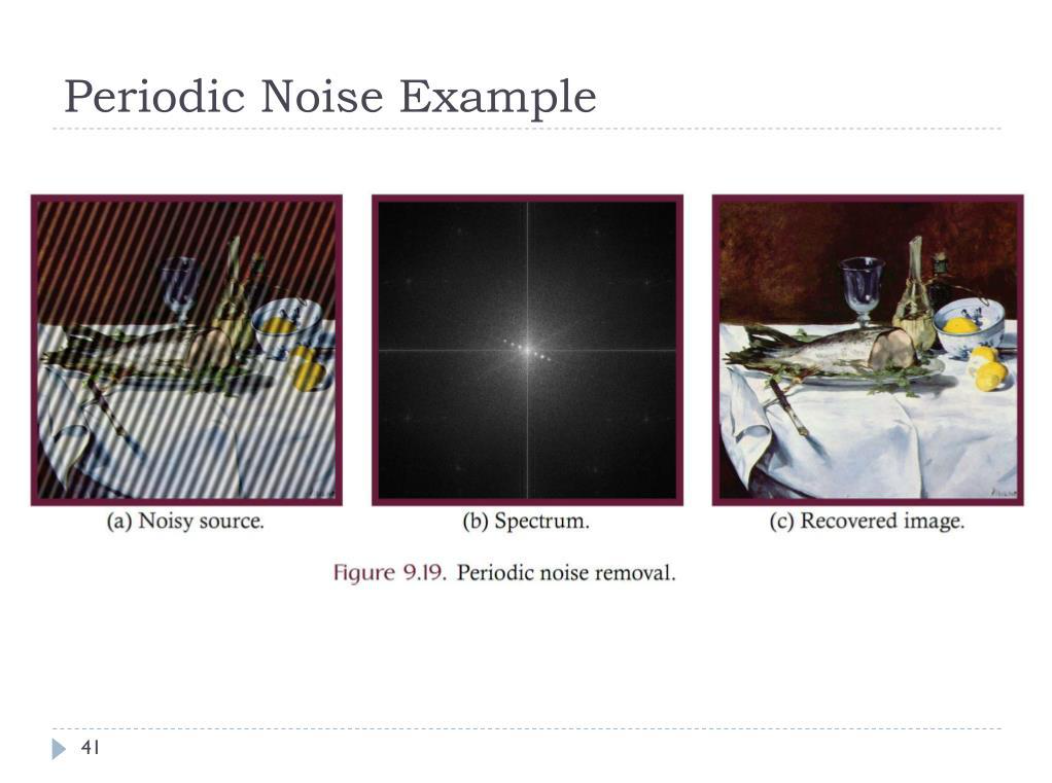 Periodic Noise Example
(a) Noisy source.
(b) Spectrum.
(c) Recovered image.
Figure 9.19. Periodic noise removal.
41